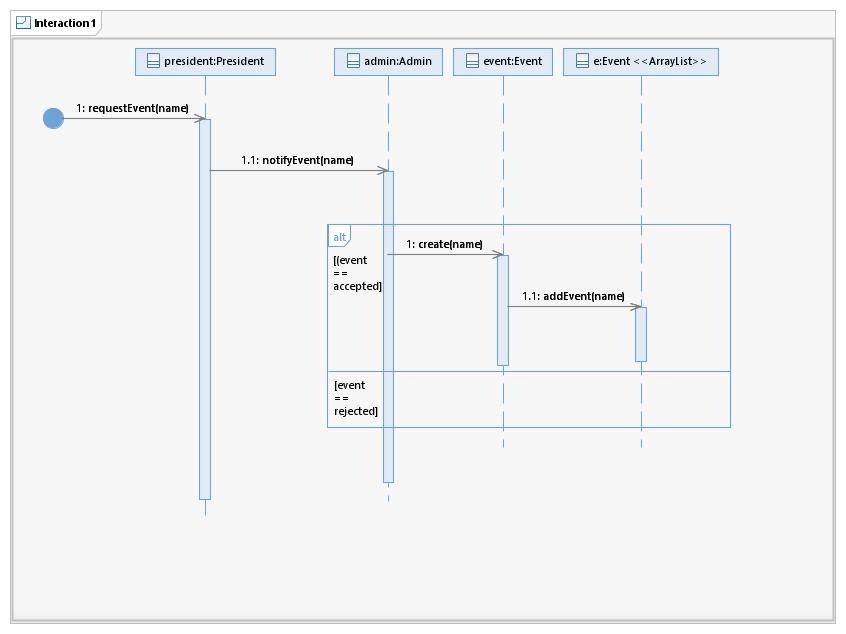 Interaction1
president:President
admin:Admin
event:Event
e:Event <<ArrayList>>
1: requestEvent(name)
1.1: notifyEvent(name)
alt
1: create(name)
[(event
==
accepted]
1.1: addEvent(name)
[event
==
rejected]